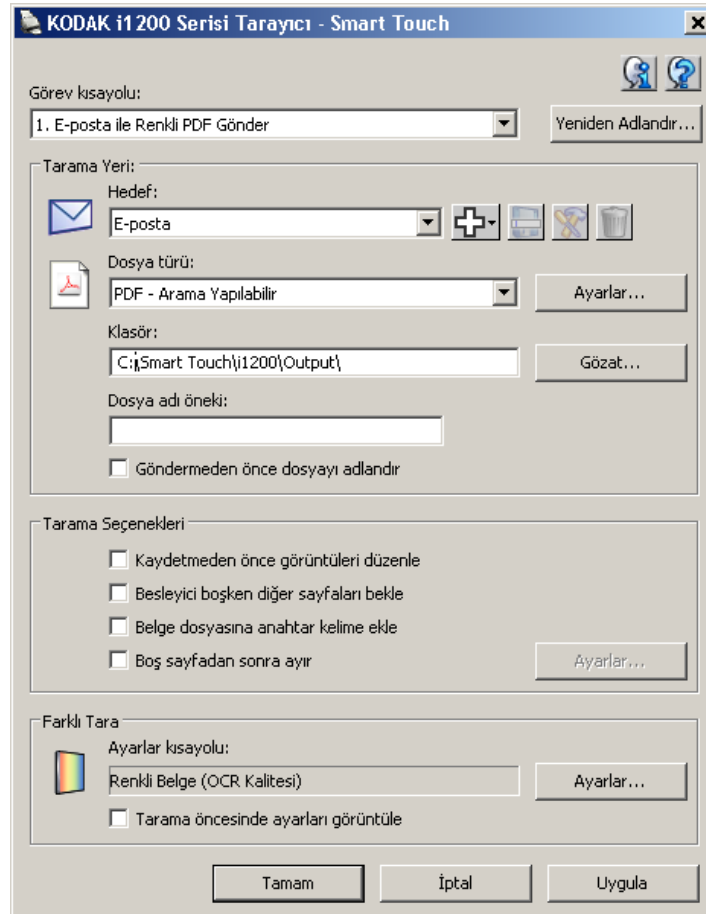 KODAK i1200 Serisi Tarayıcı - Smart Touch
Görev kısayolu:
1. E-posta ile Renkli PDF Gönder
Yeniden Adlandır...
Tarama Yeri:
Hedef:
E-posta
Dosya türü:
PDF - Arama Yapılabilir
Ayarlar...
Klasör:
C:\Smart Touch\i1200\Output\
Gözat...
Dosya adı öneki:
Göndermeden önce dosyayı adlandır
Tarama Seçenekleri
Kaydetmeden önce görüntüleri düzenle
Besleyici boşken diğer sayfaları bekle
Belge dosyasına anahtar kelime ekle
Boş sayfadan sonra ayır
Ayarlar...
Farklı Tara
Ayarlar kısayolu:
Renkli Belge (OCR Kalitesi)
Ayarlar...
Tarama öncesinde ayarları görüntüle
Tamam
İptal
Uygula